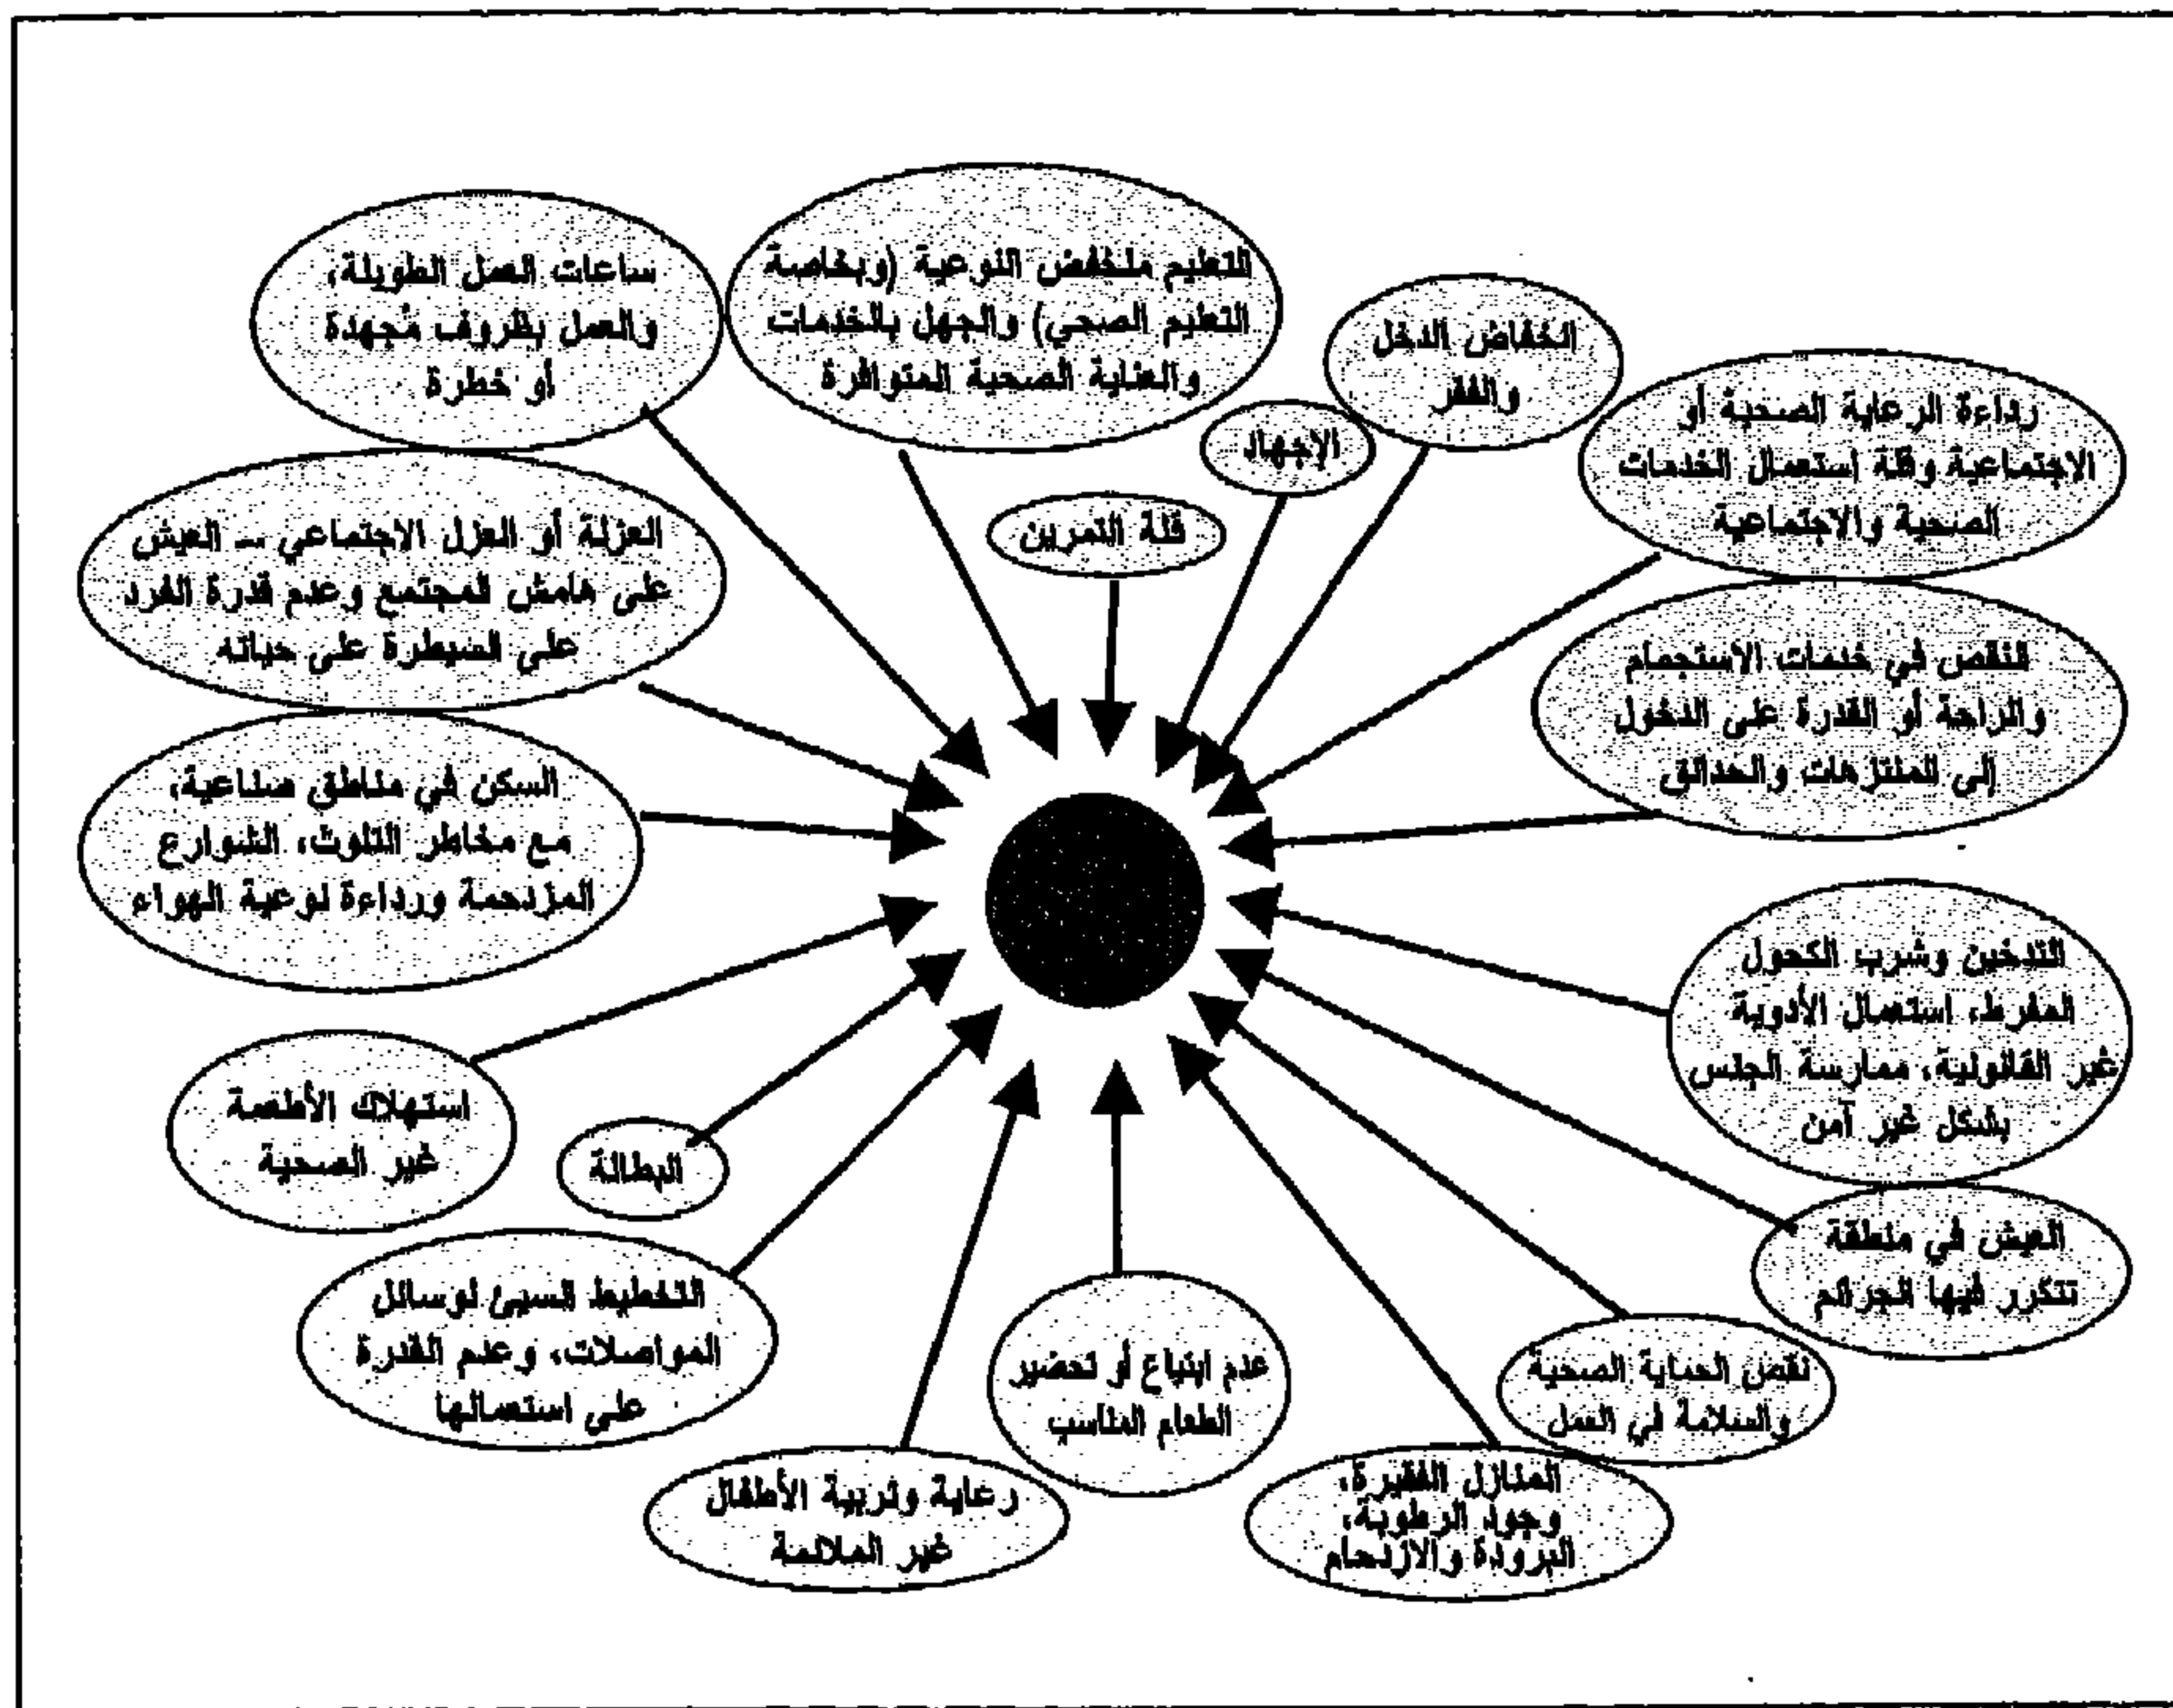 ساعات العمل الطويلة،
والعمل بظروف مُجهدة
أو خطرة
التعليم منخفض النوعية (وبخاصة
التعليم الصحي) والجهل بالخدمات
والعناية الصحية المتوافرة
انخفاض الدخل
والفقر
الإجهاد
قلة التمرين
رداءة الرعاية الصحية أو
الاجتماعية وقلة استعمال الخدمات
الصحية والاجتماعية
النقص في خدمات الاستجمام
والراحة أو القدرة على الدخول
إلى المنتزهات والحدائق
التدخين وشرب الكحول
المفرط، استعمال الأدوية
غير القانونية، ممارسة الجنس
بشكل غير آمن
العيش في منطقة
تتكرر فيها الجرائم
نقص الحماية الصحية
والسلامة في العمل
المنازل الفقيرة،
وجود الرطوبة،
البرودة والازدحام
عدم ابتياع أو تحضير
الطعام المناسب
رعاية وتربية الأطفال
غير الملائمة
التخطيط السيئ لوسائل
المواصلات، وعدم القدرة
على استعمالها
البطالة
استهلاك الأطعمة
غير الصحية
السكن في مناطق صناعية،
مع مخاطر التلوث، الشوارع
المزدحمة ورداءة نوعية الهواء
العزلة أو العزل الاجتماعي – العيش
على هامش المجتمع وعدم قدرة الفرد
على السيطرة على حياته